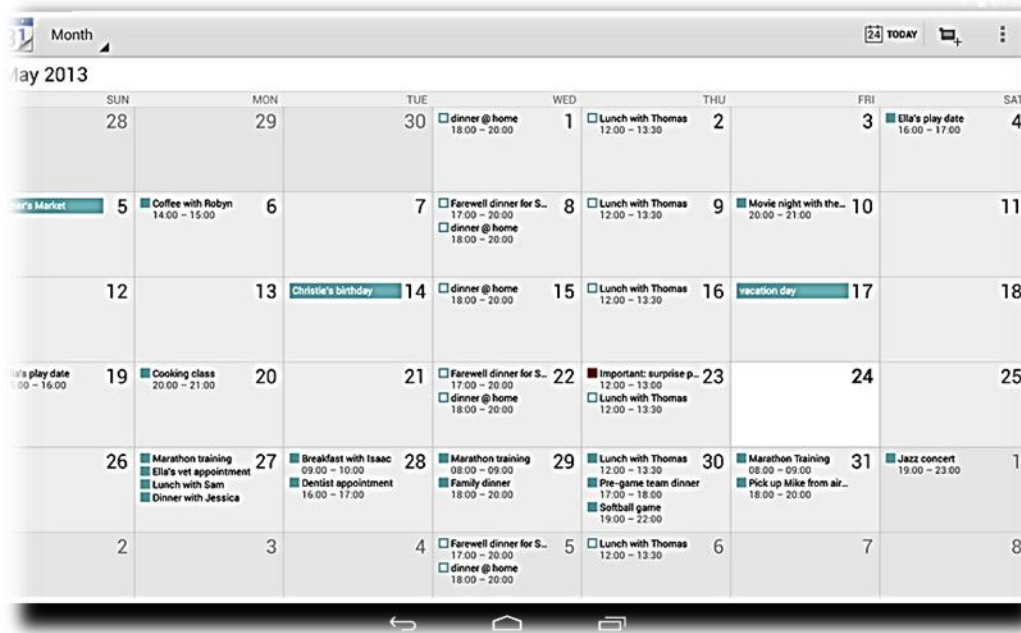 31
Month
24 TODAY
May 2013
SUN MON TUE WED THU FRI SAT
28 29 30 1 2 3 4
dinner @ home
18:00 – 20:00
Lunch with Thomas
12:00 – 13:30
Ella's play date
16:00 – 17:00
5 6 7 8 9 10 11
Market
Coffee with Robyn
14:00 – 15:00
Farewell dinner for S...
17:00 – 20:00
dinner @ home
18:00 – 20:00
Lunch with Thomas
12:00 – 13:30
Movie night with the...
20:00 – 21:00
12 13 14 15 16 17 18
Christie's birthday
dinner @ home
18:00 – 20:00
Lunch with Thomas
12:00 – 13:30
vacation day
19 20 21 22 23 24 25
play date
– 16:00
Cooking class
20:00 – 21:00
Farewell dinner for S...
17:00 – 20:00
dinner @ home
18:00 – 20:00
Important: surprise p...
12:00 – 13:00
Lunch with Thomas
12:00 – 13:30
26 27 28 29 30 31 1
Marathon training
Ella's vet appointment
Lunch with Sam
Dinner with Jessica
Breakfast with Isaac
09:00 – 10:00
Dentist appointment
16:00 – 17:00
Marathon training
08:00 – 09:00
Family dinner
18:00 – 20:00
Lunch with Thomas
12:00 – 13:30
Pre-game team dinner
17:00 – 18:00
Softball game
19:00 – 22:00
Marathon Training
08:00 – 09:00
Pick up Mike from air...
18:00 – 20:00
Jazz concert
19:00 – 23:00
2 3 4 5 6 7 8
Farewell dinner for S...
17:00 – 20:00
dinner @ home
18:00 – 20:00
Lunch with Thomas
12:00 – 13:30